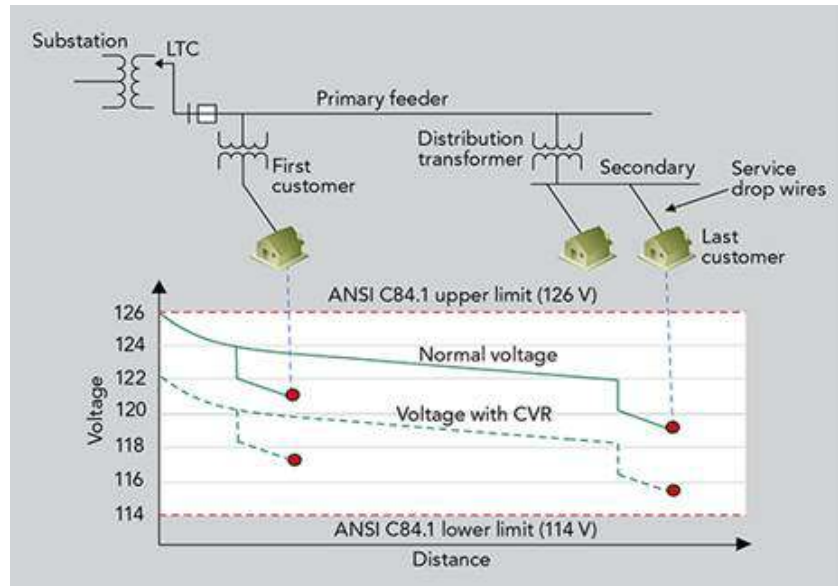 Substation
LTC
Primary feeder
First
customer
Distribution
transformer
Secondary
Service
drop wires
Last
customer
ANSI C84.1 upper limit (126 V)
126
124
122
120
118
116
114
Voltage
Normal voltage
Voltage with CVR
ANSI C84.1 lower limit (114 V)
Distance